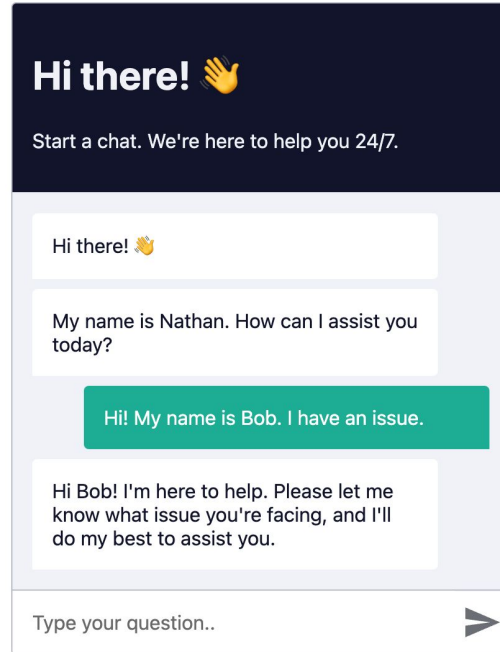 Hi there! 👋
Start a chat. We're here to help you 24/7.
Hi there! 👋
My name is Nathan. How can I assist you
today?
Hi! My name is Bob. I have an issue.
Hi Bob! I'm here to help. Please let me
know what issue you're facing, and I'll
do my best to assist you.
Type your question..